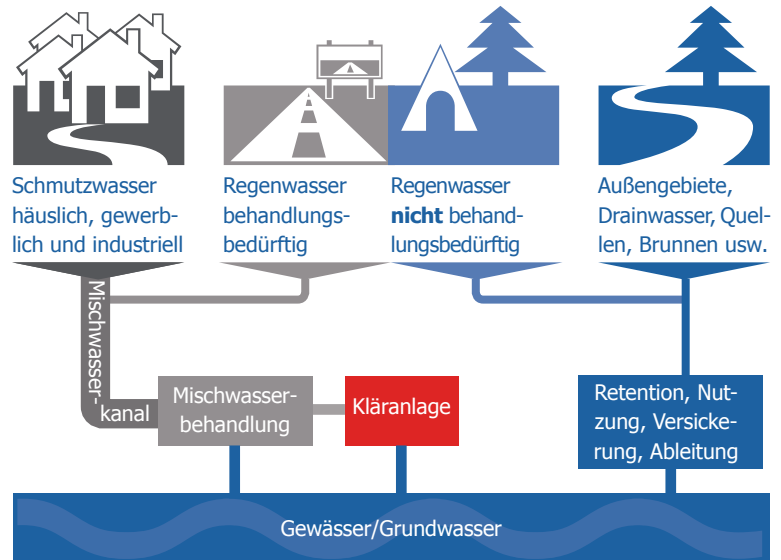 Schmutzwasser
häuslich, gewerb-
lich und industriell
Regenwasser
behandlungs-
bedürftig
Regenwasser
nicht behand-
lungsbedürftig
Außengebiete,
Drainwasser, Quel-
len, Brunnen usw.
Mischwasser-
kanal
Mischwasser-
behandlung
Kläranlage
Retention, Nut-
zung, Versicke-
rung, Ableitung
Gewässer/Grundwasser